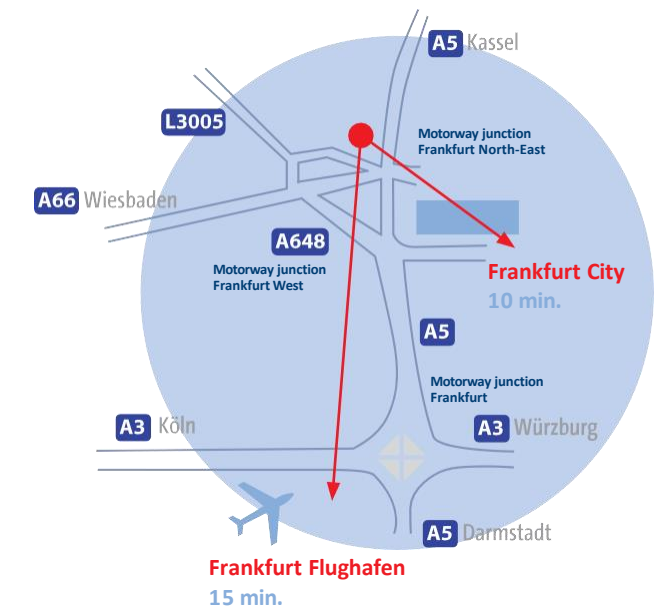 A5 Kassel
L3005
Motorway junction
Frankfurt North-East
A66 Wiesbaden
A648
Motorway junction
Frankfurt West
Frankfurt City
10 min.
A5
Motorway junction
Frankfurt
A3 Köln
A3 Würzburg
A5 Darmstadt
Frankfurt Flughafen
15 min.